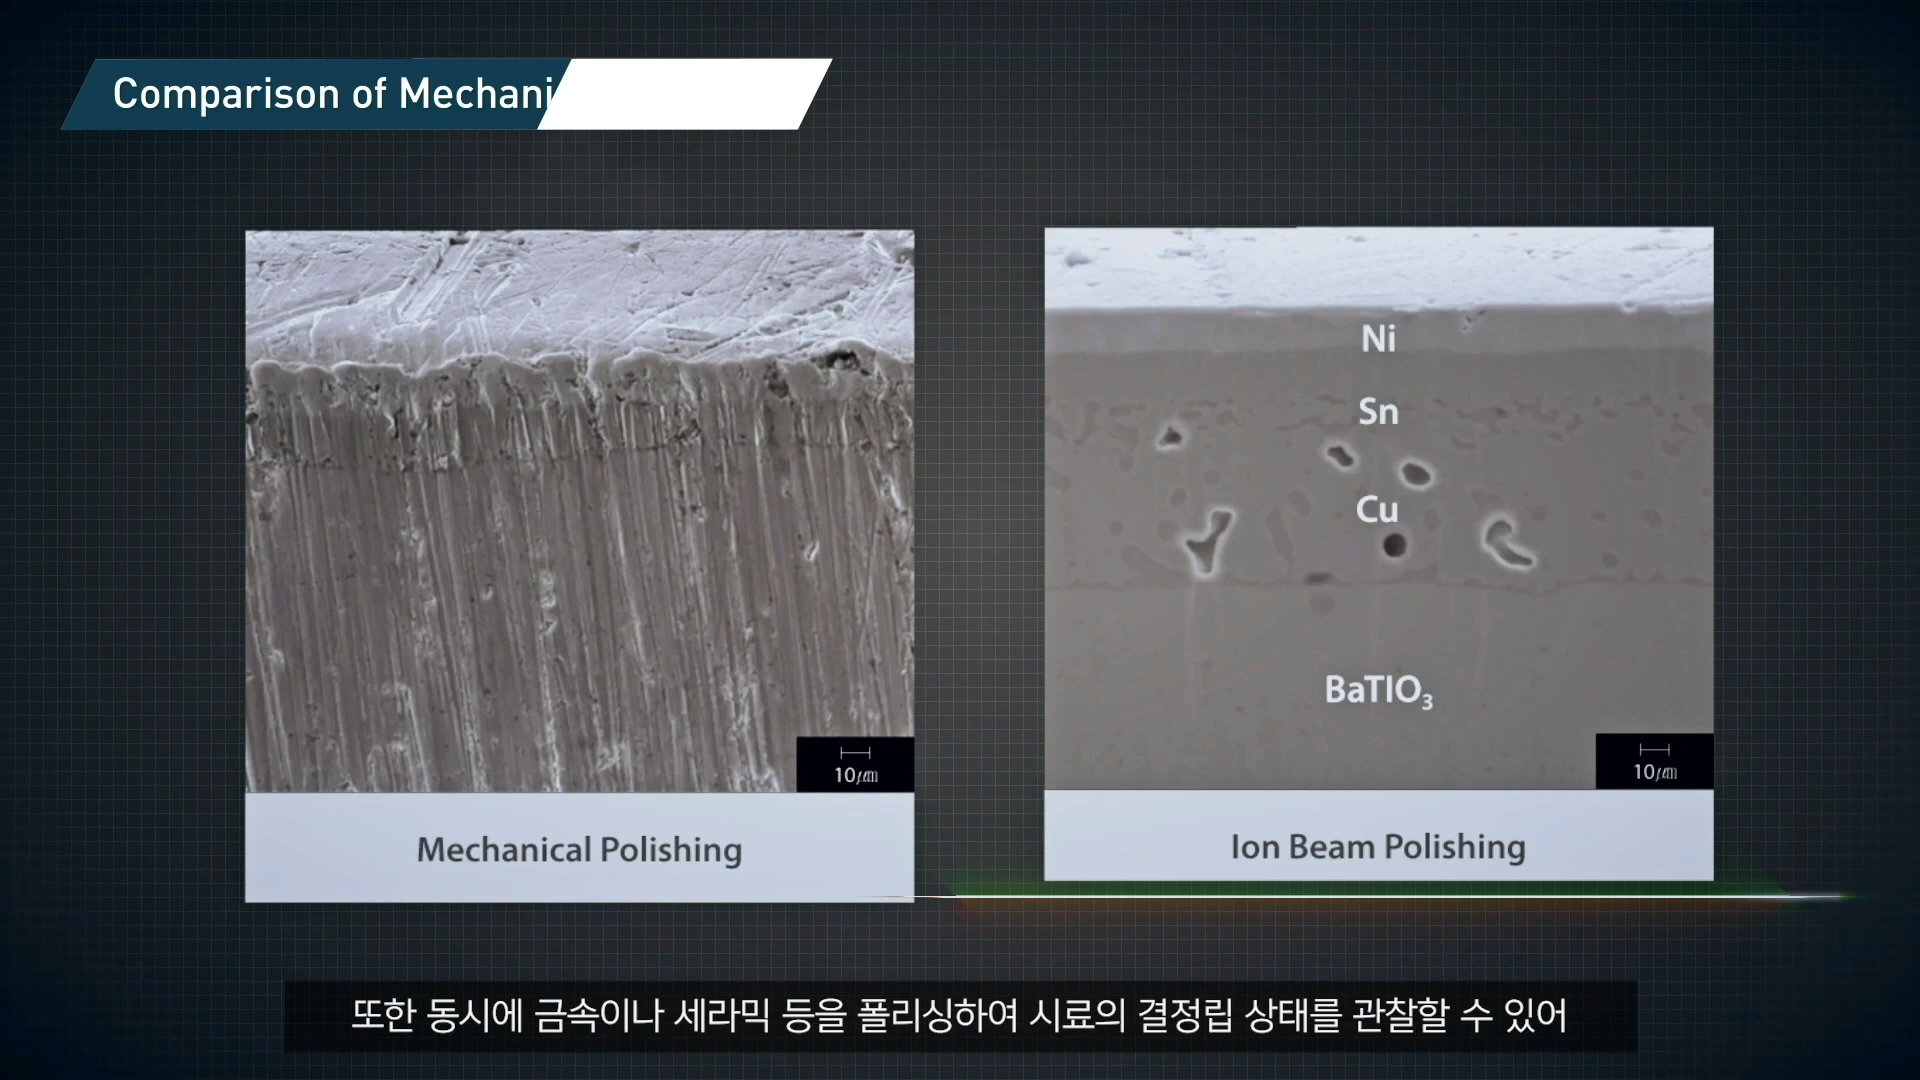 Comparison of Mechani
Ni
Sn
Cu
BaTIO₃
10㎛
10㎛
Mechanical Polishing
Ion Beam Polishing
또한 동시에 금속이나 세라믹 등을 폴리싱하여 시료의 결정립 상태를 관찰할 수 있어